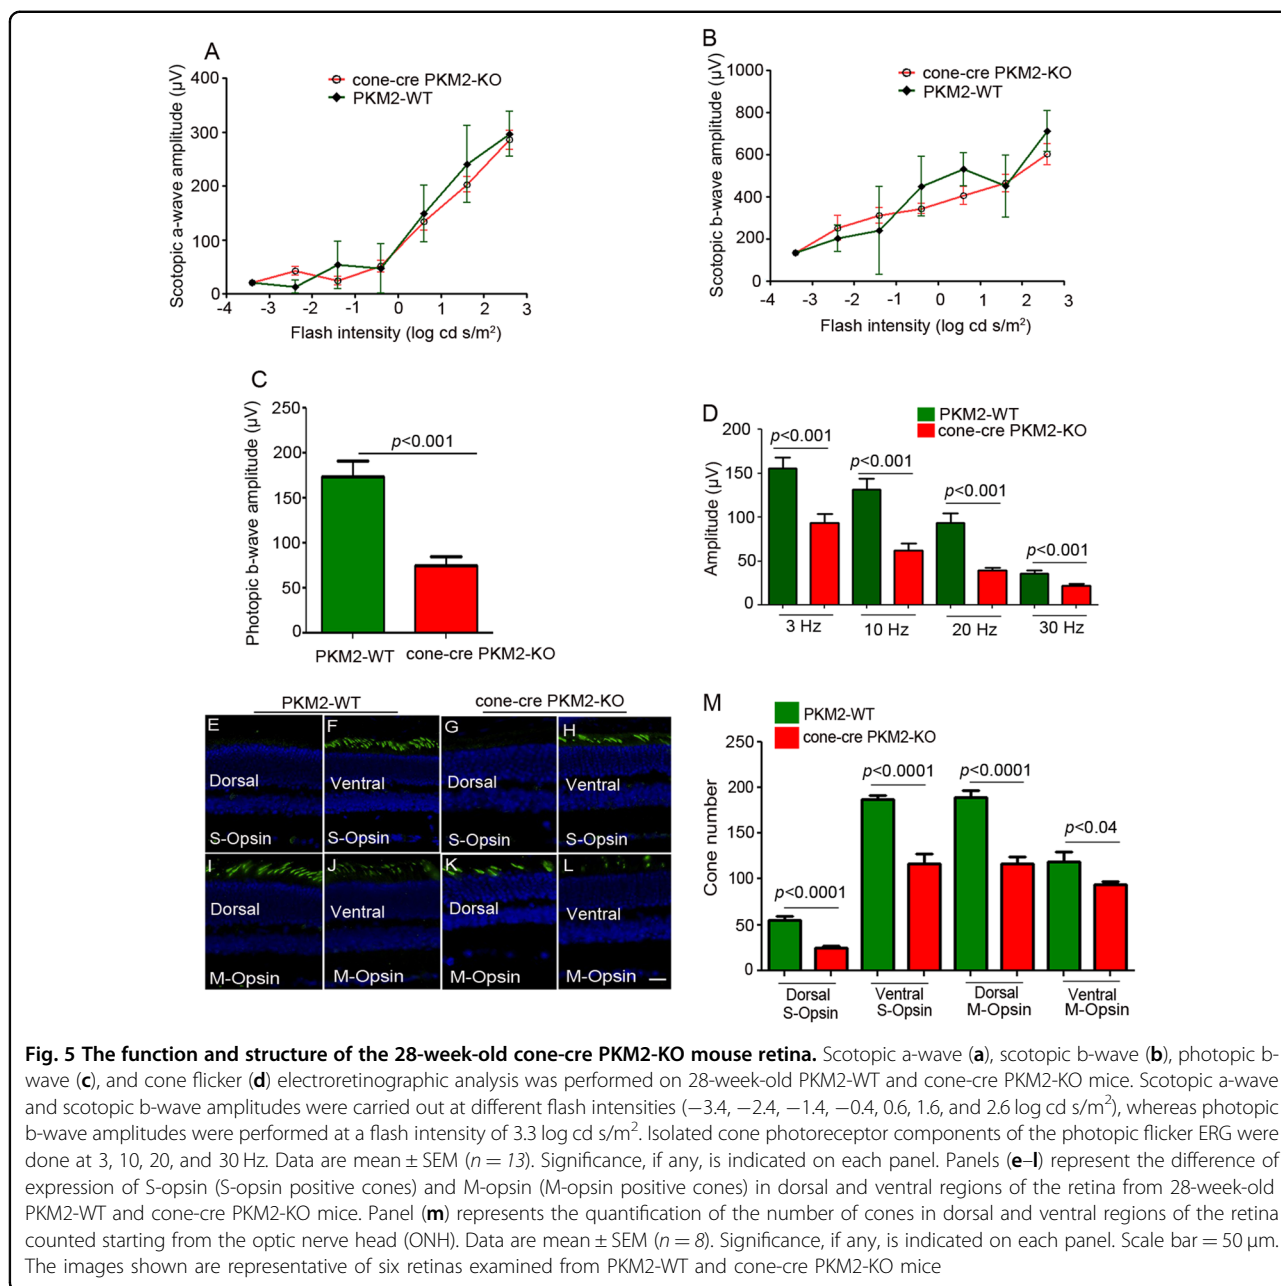 A
Scotopic a-wave amplitude (µV)
400
300
200
100
0
cone-cre PKM2-KO
PKM2-WT
-4 -3 -2 -1 0 1 2 3
Flash intensity (log cd s/m²)
B
Scotopic b-wave amplitude (µV)
1000
800
600
400
200
0
cone-cre PKM2-KO
PKM2-WT
-4 -3 -2 -1 0 1 2 3
Flash intensity (log cd s/m²)
C
Photopic b-wave amplitude (µV)
250
200
150
100
50
0
p<0.001
PKM2-WT cone-cre PKM2-KO
D
PKM2-WT
cone-cre PKM2-KO
Amplitude (µV)
200
150
100
50
0
p<0.001
p<0.001
p<0.001
p<0.001
3 Hz 10 Hz 20 Hz 30 Hz
PKM2-WT cone-cre PKM2-KO
E F G H
Dorsal Ventral Dorsal Ventral
S-Opsin S-Opsin S-Opsin S-Opsin
I J K L
Dorsal Ventral Dorsal Ventral
M-Opsin M-Opsin M-Opsin M-Opsin
M
PKM2-WT
cone-cre PKM2-KO
Cone number
250
200
150
100
50
0
p<0.0001
p<0.0001
p<0.0001
p<0.04
Dorsal Ventral Dorsal Ventral
S-Opsin S-Opsin M-Opsin M-Opsin
Fig. 5 The function and structure of the 28-week-old cone-cre PKM2-KO mouse retina. Scotopic a-wave (a), scotopic b-wave (b), photopic b-
wave (c), and cone flicker (d) electroretinographic analysis was performed on 28-week-old PKM2-WT and cone-cre PKM2-KO mice. Scotopic a-wave
and scotopic b-wave amplitudes were carried out at different flash intensities (−3.4, −2.4, −1.4, −0.4, 0.6, 1.6, and 2.6 log cd s/m²), whereas photopic
b-wave amplitudes were performed at a flash intensity of 3.3 log cd s/m². Isolated cone photoreceptor components of the photopic flicker ERG were
done at 3, 10, 20, and 30 Hz. Data are mean ± SEM (n = 13). Significance, if any, is indicated on each panel. Panels (e–l) represent the difference of
expression of S-opsin (S-opsin positive cones) and M-opsin (M-opsin positive cones) in dorsal and ventral regions of the retina from 28-week-old
PKM2-WT and cone-cre PKM2-KO mice. Panel (m) represents the quantification of the number of cones in dorsal and ventral regions of the retina
counted starting from the optic nerve head (ONH). Data are mean ± SEM (n = 8). Significance, if any, is indicated on each panel. Scale bar = 50 µm.
The images shown are representative of six retinas examined from PKM2-WT and cone-cre PKM2-KO mice